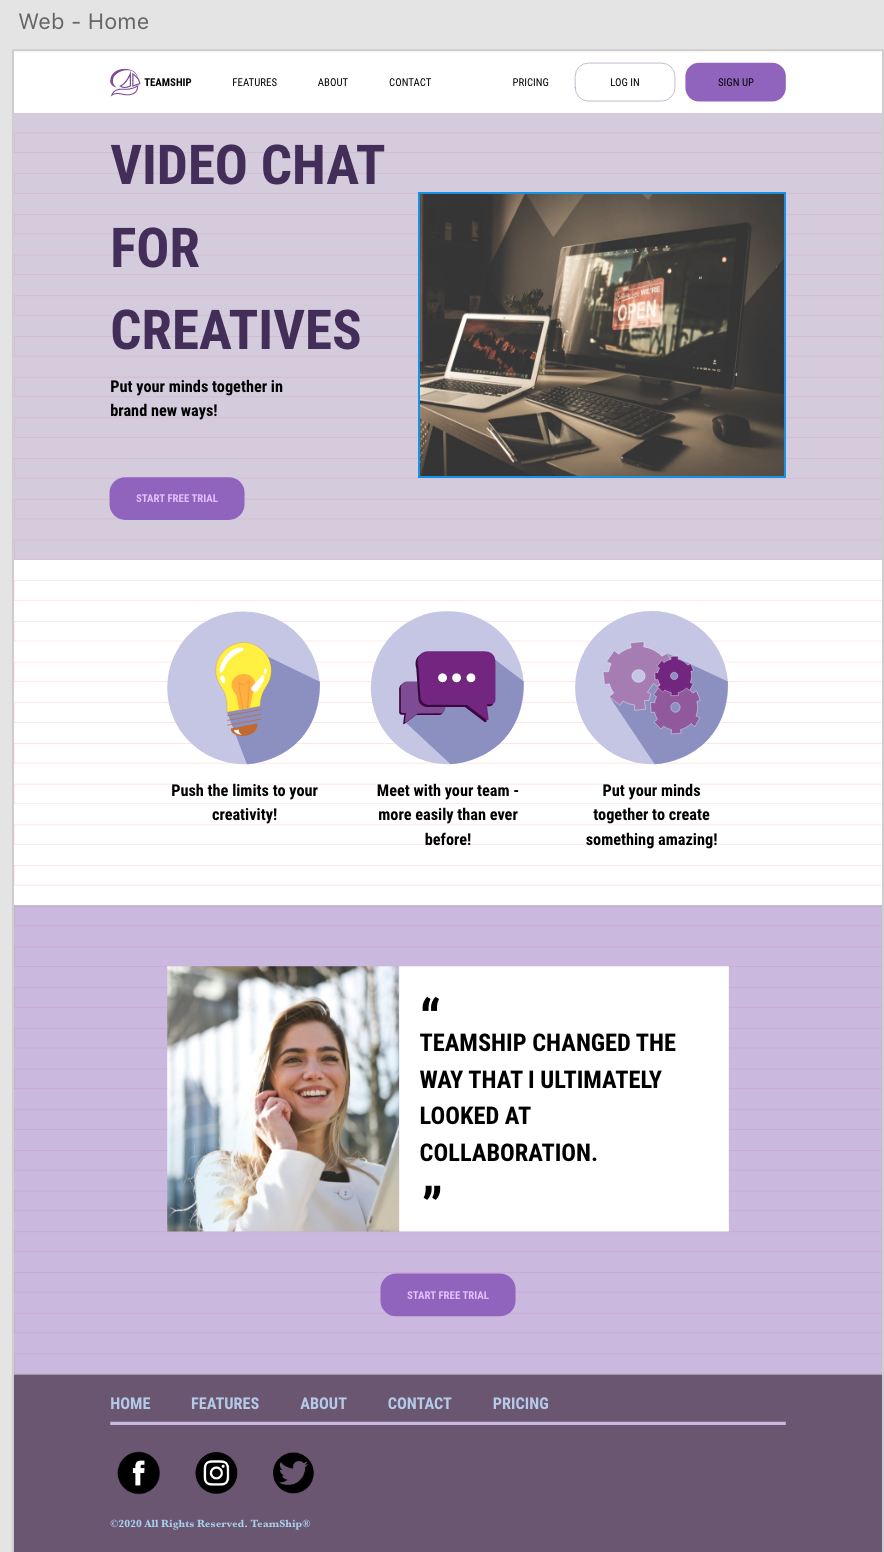 Web - Home
TEAMSHIP FEATURES ABOUT CONTACT PRICING LOG IN SIGN UP
VIDEO CHAT
FOR
CREATIVES
Put your minds together in
brand new ways!
WE'RE
OPEN
START FREE TRIAL
Push the limits to your
creativity!
Meet with your team -
more easily than ever
before!
Put your minds
together to create
something amazing!
“
TEAMSHIP CHANGED THE
WAY THAT I ULTIMATELY
LOOKED AT
COLLABORATION.
”
START FREE TRIAL
HOME FEATURES ABOUT CONTACT PRICING
f
©2020 All Rights Reserved. TeamShip®